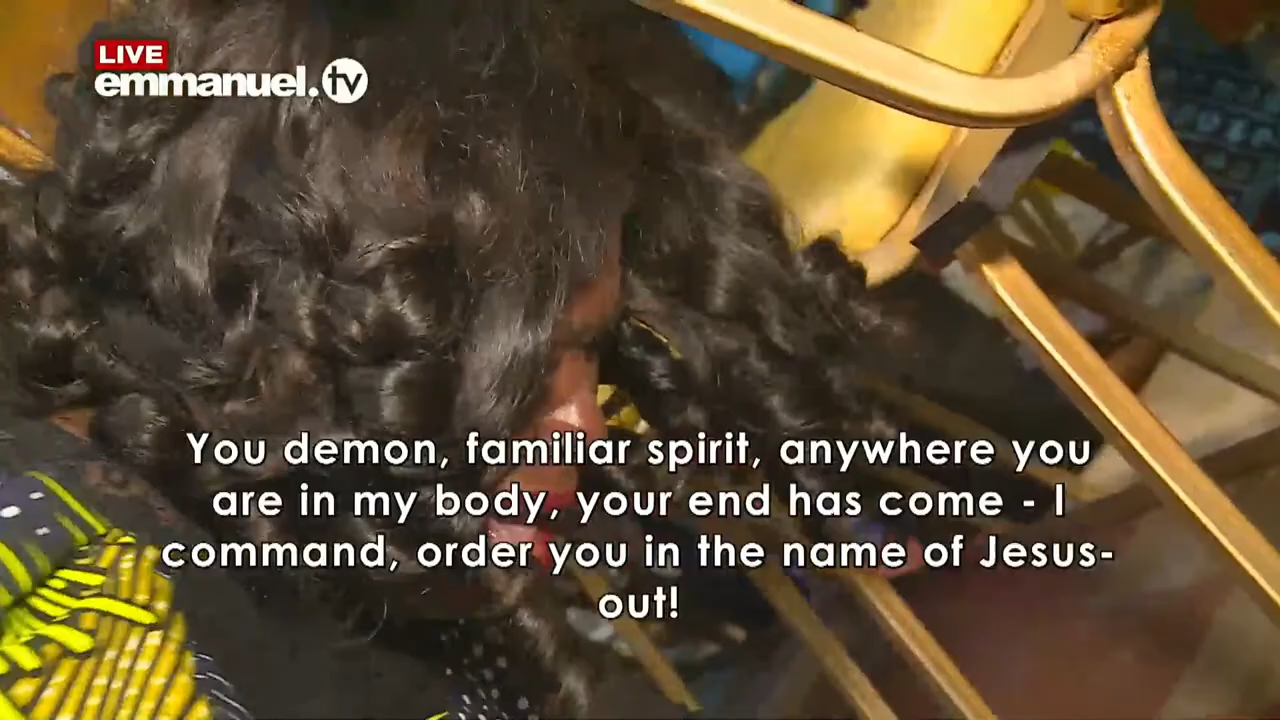 LIVE
emmanuel.tv
You demon, familiar spirit, anywhere you
are in my body, your end has come - I
command, order you in the name of Jesus-
out!